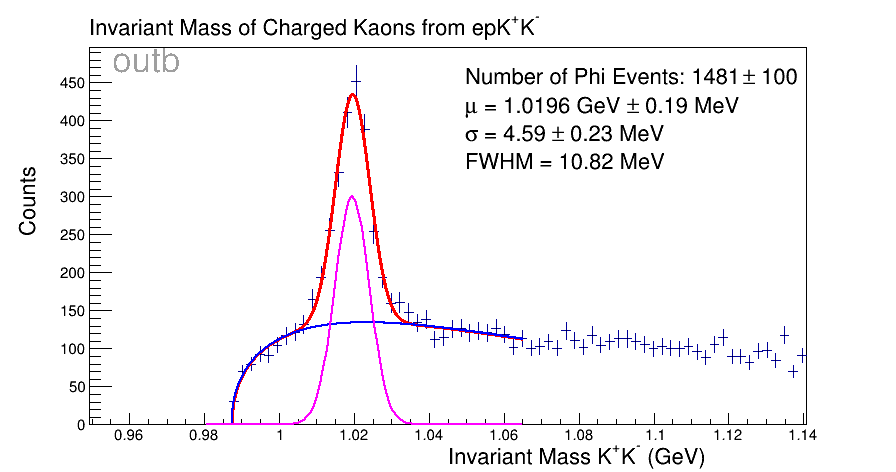 Invariant Mass of Charged Kaons from epK⁺K⁻
outb
Number of Phi Events: 1481 ± 100
μ = 1.0196 GeV ± 0.19 MeV
σ = 4.59 ± 0.23 MeV
FWHM = 10.82 MeV
Counts
450
400
350
300
250
200
150
100
50
0
0.96 0.98 1 1.02 1.04 1.06 1.08 1.1 1.12 1.14
Invariant Mass K⁺K⁻ (GeV)